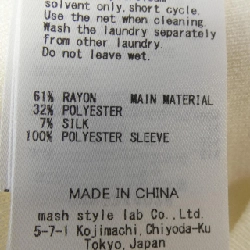 solvent only, short cycle.
Use the net when cleaning.
Wash the laundry separately
from other laundry.
Do not leave wet.
61% RAYON MAIN MATERIAL
32% POLYESTER
7% SILK
100% POLYESTER SLEEVE
MADE IN CHINA
mash style lab Co., Ltd.
5-7-1 Kojimachi, Chiyoda-Ku
Tokyo, Japan